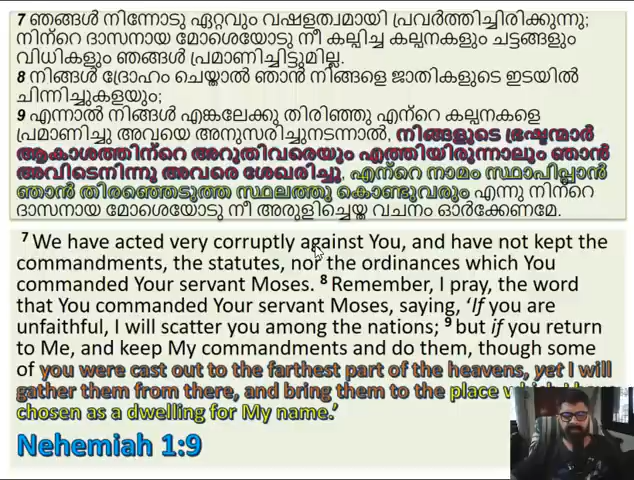 7 ഞങ്ങൾ നിന്നോടു ഏറ്റവും വഷളത്വമായി പ്രവർത്തിച്ചിരിക്കുന്നു;
നിന്റെ ദാസനായ മോശെയോടു നീ കല്പിച്ച കല്പനകളും ചട്ടങ്ങളും
വിധികളും ഞങ്ങൾ പ്രമാണിച്ചിട്ടുമില്ല.
8 നിങ്ങൾ ദ്രോഹം ചെയ്താൽ ഞാൻ നിങ്ങളെ ജാതികളുടെ ഇടയിൽ
ചിന്നിച്ചുകളയും;
9 എന്നാൽ നിങ്ങൾ എങ്കലേക്കു തിരിഞ്ഞു എന്റെ കല്പനകളെ
പ്രമാണിച്ചു അവയെ അനുസരിച്ചുനടന്നാൽ, നിങ്ങളുടെ ഭ്രഷ്ടന്മാർ
ആകാശത്തിന്റെ അറുതിവരെയും എത്തിയിരുന്നാലും ഞാൻ
അവിടെനിന്നു അവരെ ശേഖരിച്ചു, എന്റെ നാമം സ്ഥാപിപ്പാൻ
ഞാൻ തിരഞ്ഞെടുത്ത സ്ഥലത്തു കൊണ്ടുവരും എന്നു നിന്റെ
ദാസനായ മോശെയോടു നീ അരുളിച്ചെയ്ത വചനം ഓർക്കേണമേ.
7 We have acted very corruptly against You, and have not kept the
commandments, the statutes, nor the ordinances which You
commanded Your servant Moses. 8 Remember, I pray, the word
that You commanded Your servant Moses, saying, ‘If you are
unfaithful, I will scatter you among the nations; 9 but if you return
to Me, and keep My commandments and do them, though some
of you were cast out to the farthest part of the heavens, yet I will
gather them from there, and bring them to the place
chosen as a dwelling for My name.’
Nehemiah 1:9